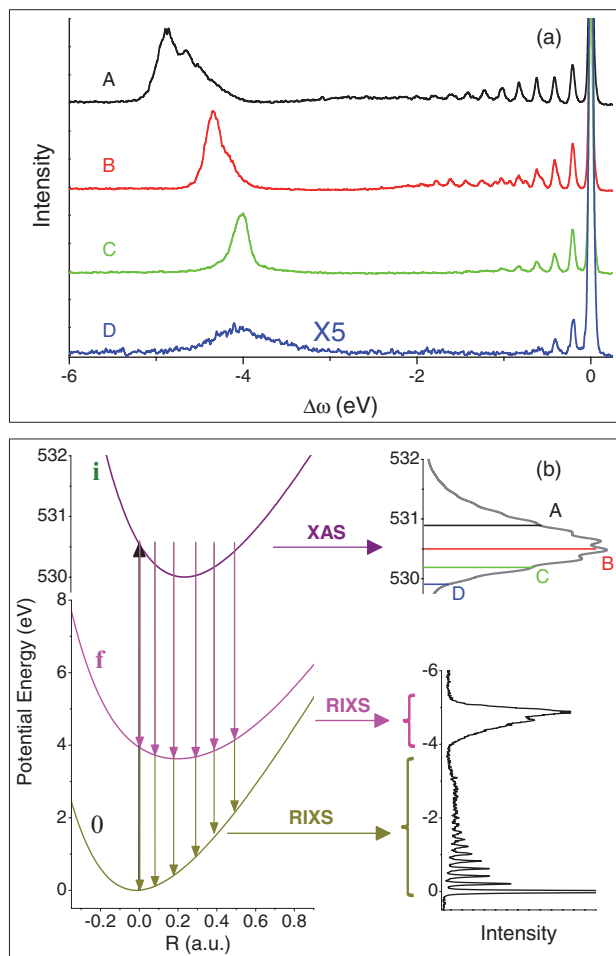 (a)
A
B
C
D
X5
Intensity
-6 -4 -2 0
Δω (eV)
(b)
532
531
530
i
XAS
532
531
530
A
B
C
D
8
6
4
2
0
Potential Energy (eV)
f
0
RIXS
RIXS
-6
-4
-2
0
-0.2 0.0 0.2 0.4 0.6 0.8
R (a.u.)
Intensity